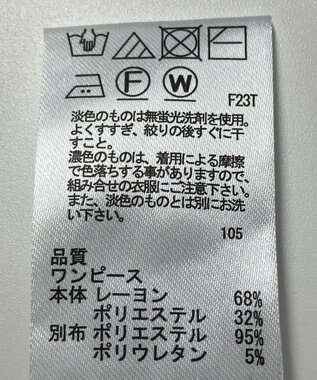 F W
F23T
淡色のものは無蛍光洗剤を使用。
よくすすぎ、絞りの後すぐに干
すこと。
濃色のものは、着用による摩擦
で色落ちする事がありますので、
組み合せの衣服にご注意下さい。
また、淡色のものとは別にお洗
い下さい。
105
品質
ワンピース
本体 レーヨン 68%
ポリエステル 32%
別布 ポリエステル 95%
ポリウレタン 5%